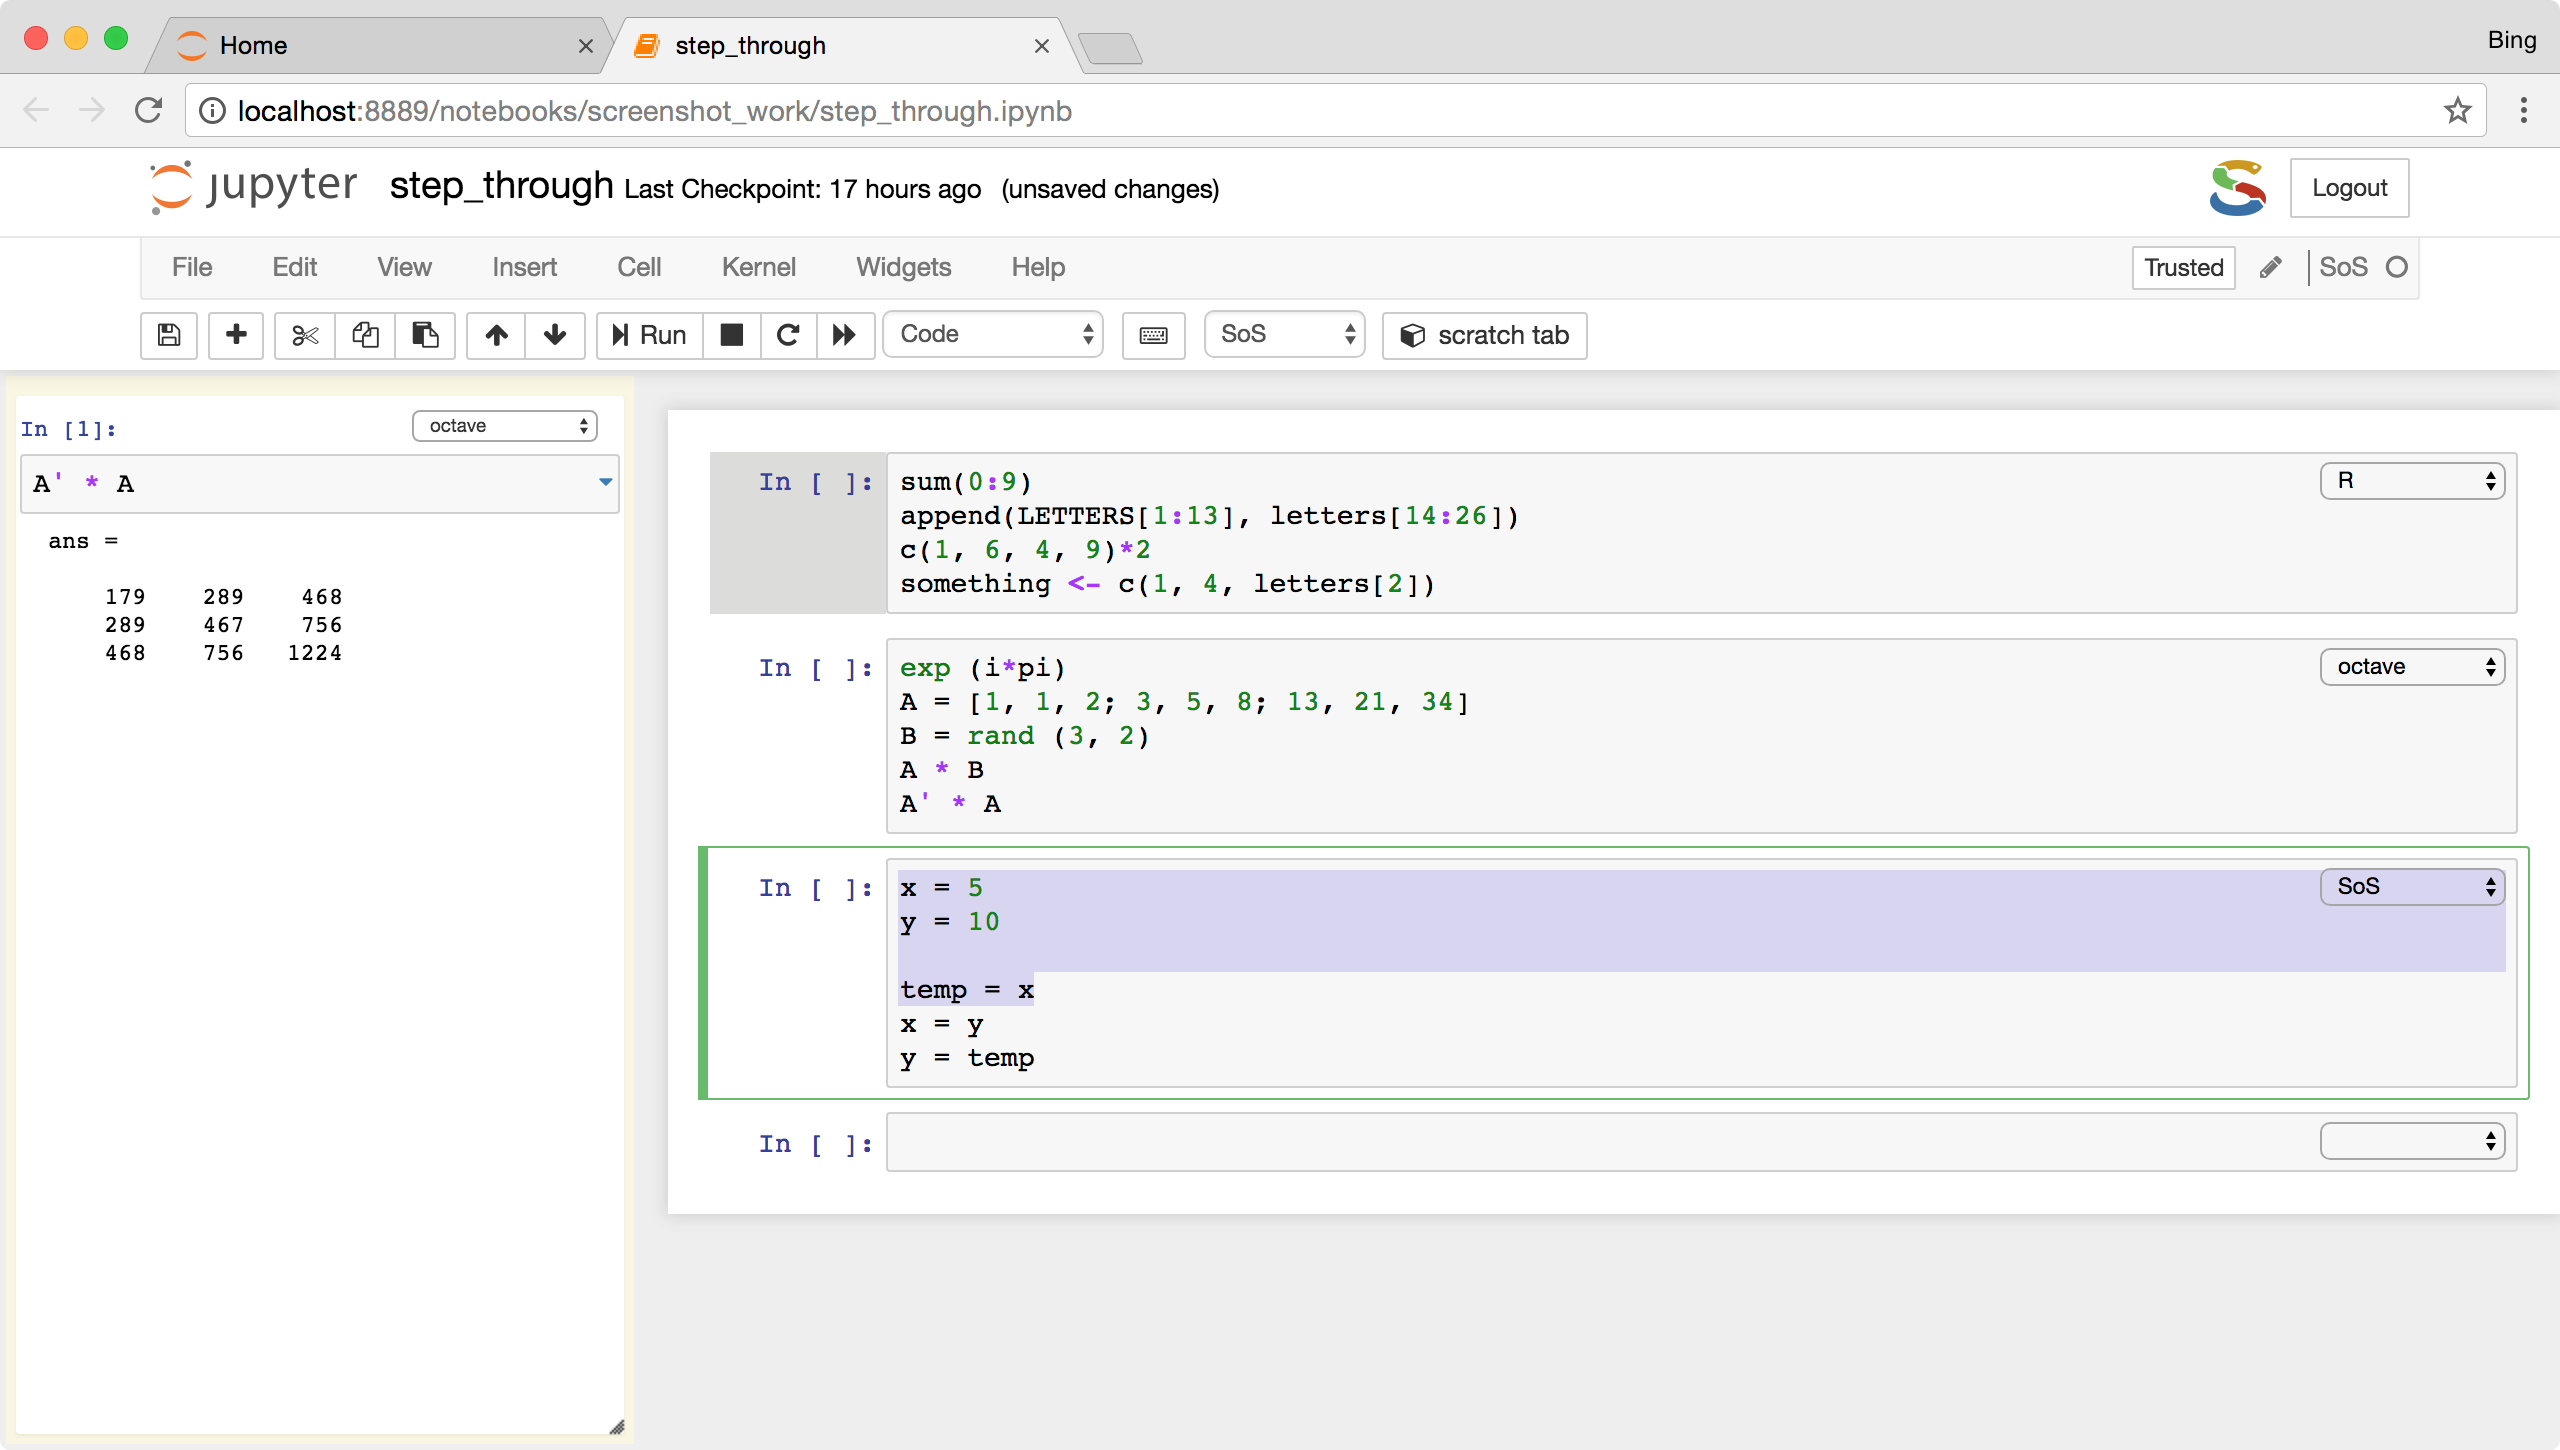 Home
step_through
Bing
localhost:8889/notebooks/screenshot_work/step_through.ipynb
jupyter step_through Last Checkpoint: 17 hours ago (unsaved changes)
Logout
File Edit View Insert Cell Kernel Widgets Help
Trusted
SoS
Run
Code
SoS
scratch tab
In [1]:
octave
A' * A
ans =
179 289 468
289 467 756
468 756 1224
In [ ]:
R
sum(0:9)
append(LETTERS[1:13], letters[14:26])
c(1, 6, 4, 9)*2
something <- c(1, 4, letters[2])
In [ ]:
octave
exp (i*pi)
A = [1, 1, 2; 3, 5, 8; 13, 21, 34]
B = rand (3, 2)
A * B
A' * A
In [ ]:
SoS
x = 5
y = 10
temp = x
x = y
y = temp
In [ ]: